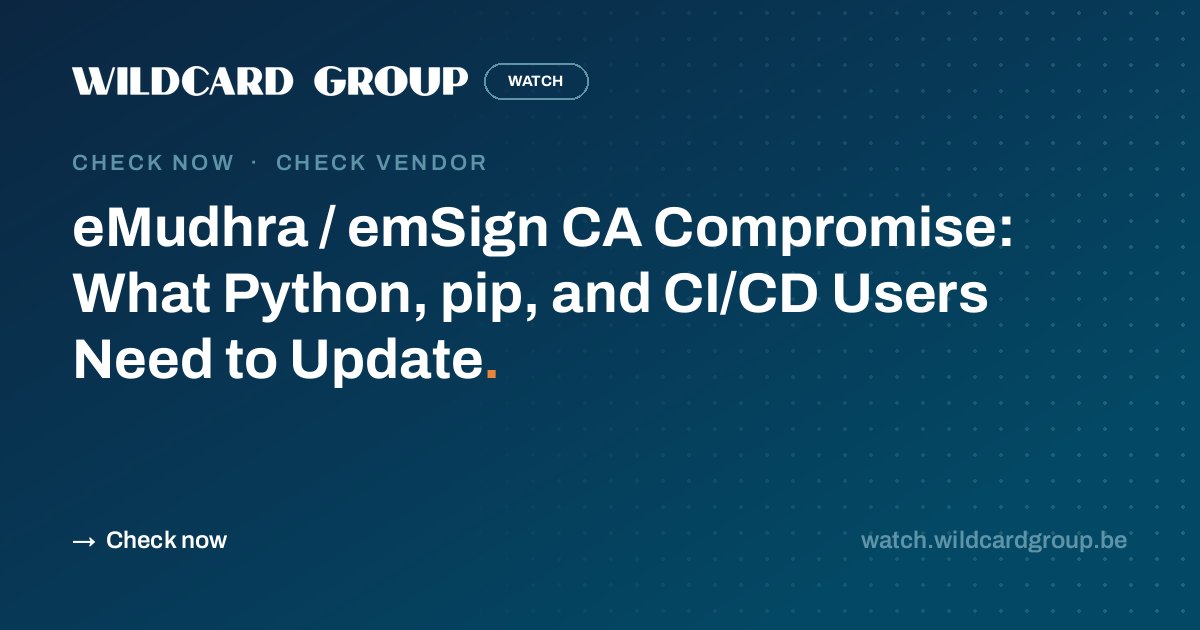 WILDCARD GROUP WATCH
CHECK NOW · CHECK VENDOR
eMudhra / emSign CA Compromise:
What Python, pip, and CI/CD Users
Need to Update.
→ Check now
watch.wildcardgroup.be